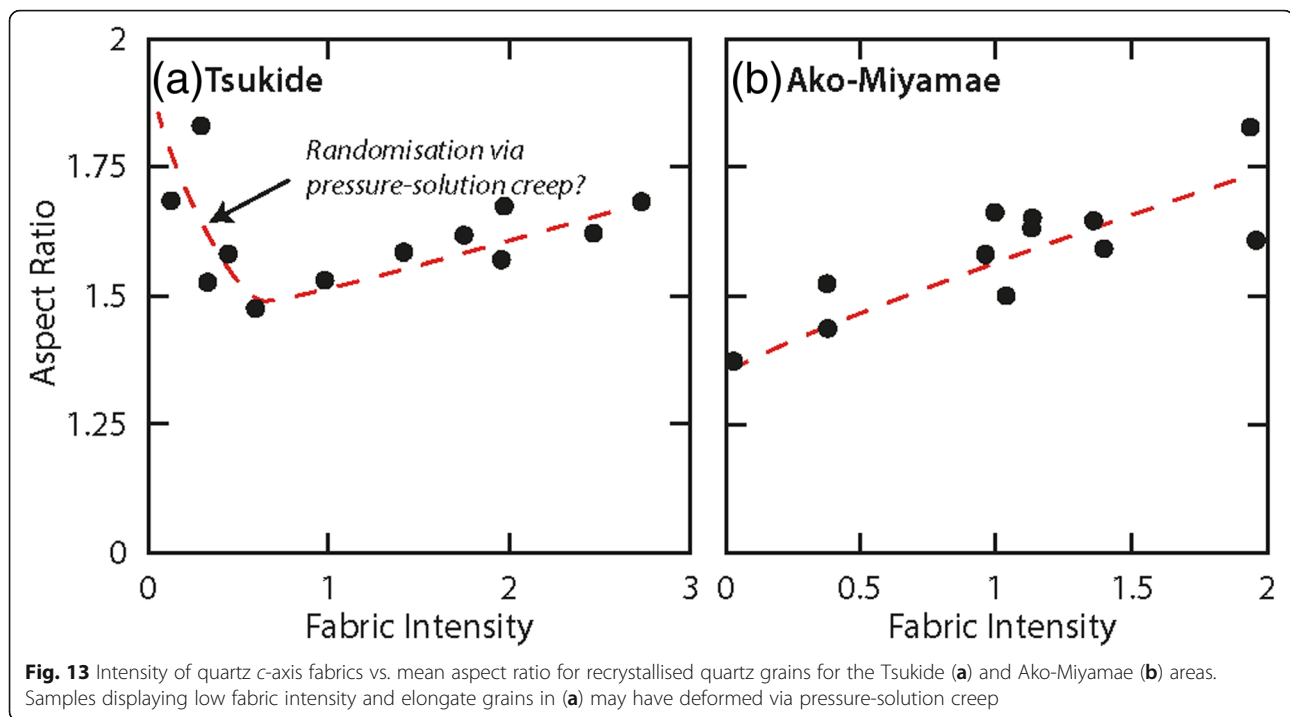 2
1.75
1.5
1.25
0
Aspect Ratio
(a) Tsukide
Randomisation via
pressure-solution creep?
0 1 2 3
Fabric Intensity
(b) Ako-Miyamae
0 0.5 1 1.5 2
Fabric Intensity
Fig. 13 Intensity of quartz c-axis fabrics vs. mean aspect ratio for recrystallised quartz grains for the Tsukide (a) and Ako-Miyamae (b) areas.
Samples displaying low fabric intensity and elongate grains in (a) may have deformed via pressure-solution creep